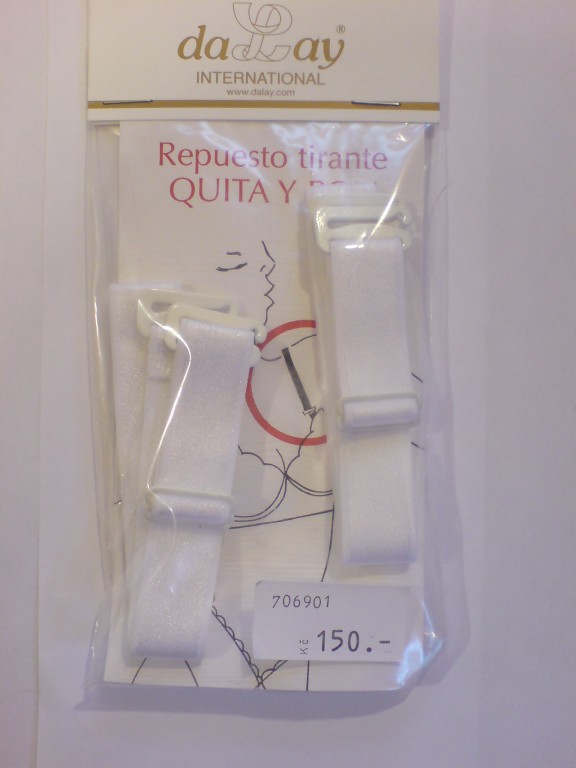 daLay®
INTERNATIONAL
www.dalay.com
Repuesto tirante
QUITA Y
706901
Kč 150.-